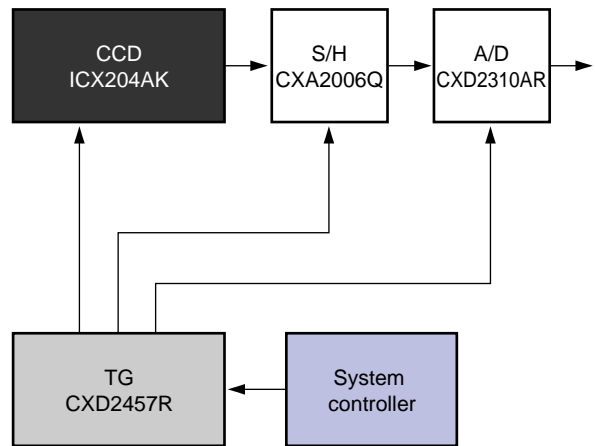 CCD
ICX204AK
S/H
CXA2006Q
A/D
CXD2310AR
TG
CXD2457R
System
controller